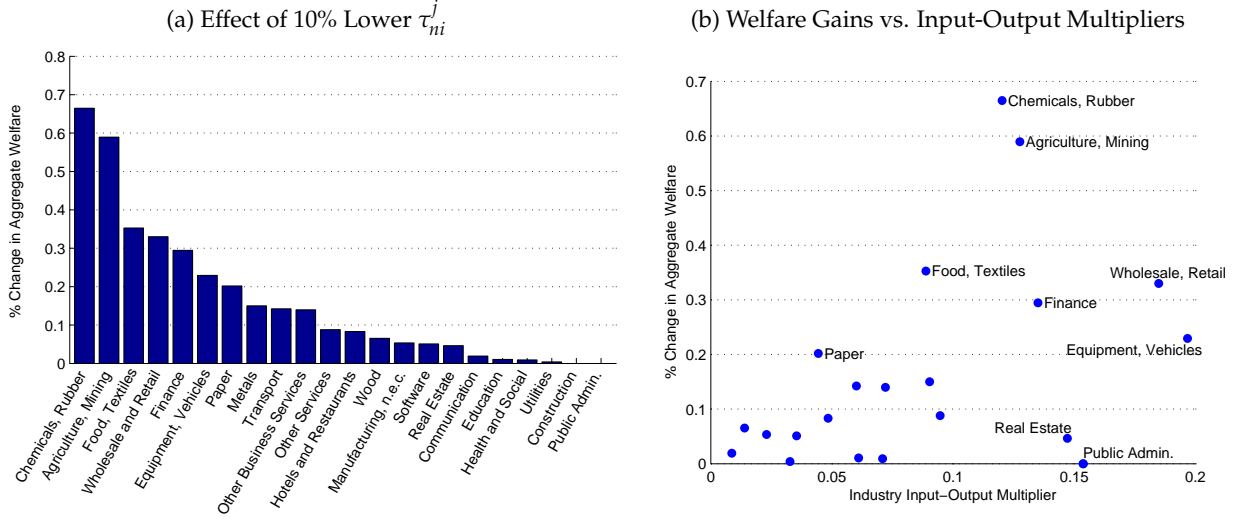 (a) Effect of 10% Lower τ_{ni}^{j}
% Change in Aggregate Welfare
0.8
0.7
0.6
0.5
0.4
0.3
0.2
0.1
0
Chemicals, Rubber
Agriculture, Mining
Food, Textiles
Wholesale and Retail
Finance
Equipment, Vehicles
Paper
Metals
Transport
Other Business Services
Other Services
Hotels and Restaurants
Wood
Manufacturing, n.e.c.
Software
Real Estate
Communication
Education
Health and Social
Utilities
Construction
Public Admin.
(b) Welfare Gains vs. Input-Output Multipliers
% Change in Aggregate Welfare
0.7
0.6
0.5
0.4
0.3
0.2
0.1
0
Chemicals, Rubber
Agriculture, Mining
Food, Textiles
Wholesale, Retail
Finance
Equipment, Vehicles
Paper
Real Estate
Public Admin.
0 0.05 0.1 0.15 0.2
Industry Input−Output Multiplier